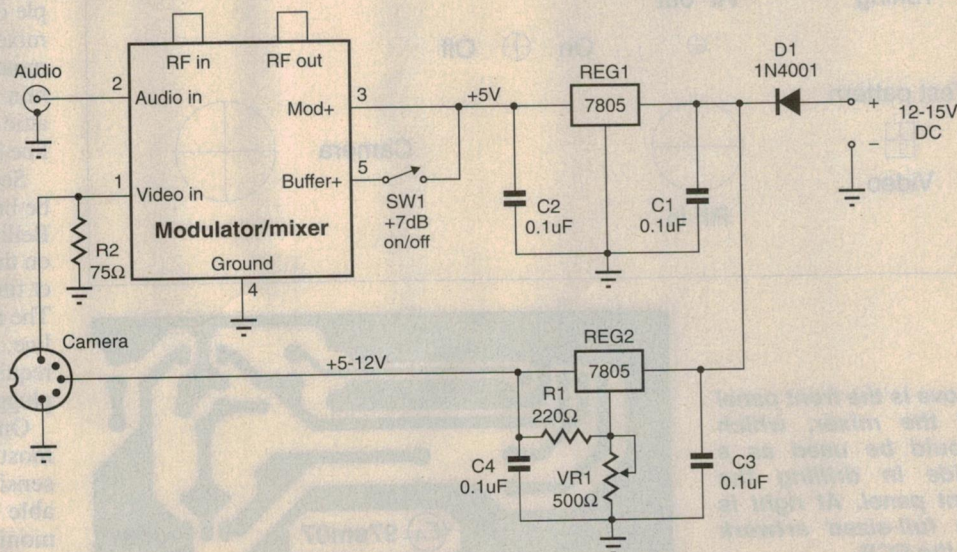 RF in
RF out
Audio
2
Audio in
Mod+
3
+5V
REG1
7805
D1
1N4001
+
12-15V
DC
−
5
Buffer+
1
Video in
SW1
+7dB
on/off
C2
0.1uF
C1
0.1uF
R2
75Ω
Modulator/mixer
Ground
4
Camera
+5-12V
REG2
7805
R1
220Ω
C4
0.1uF
VR1
500Ω
C3
0.1uF